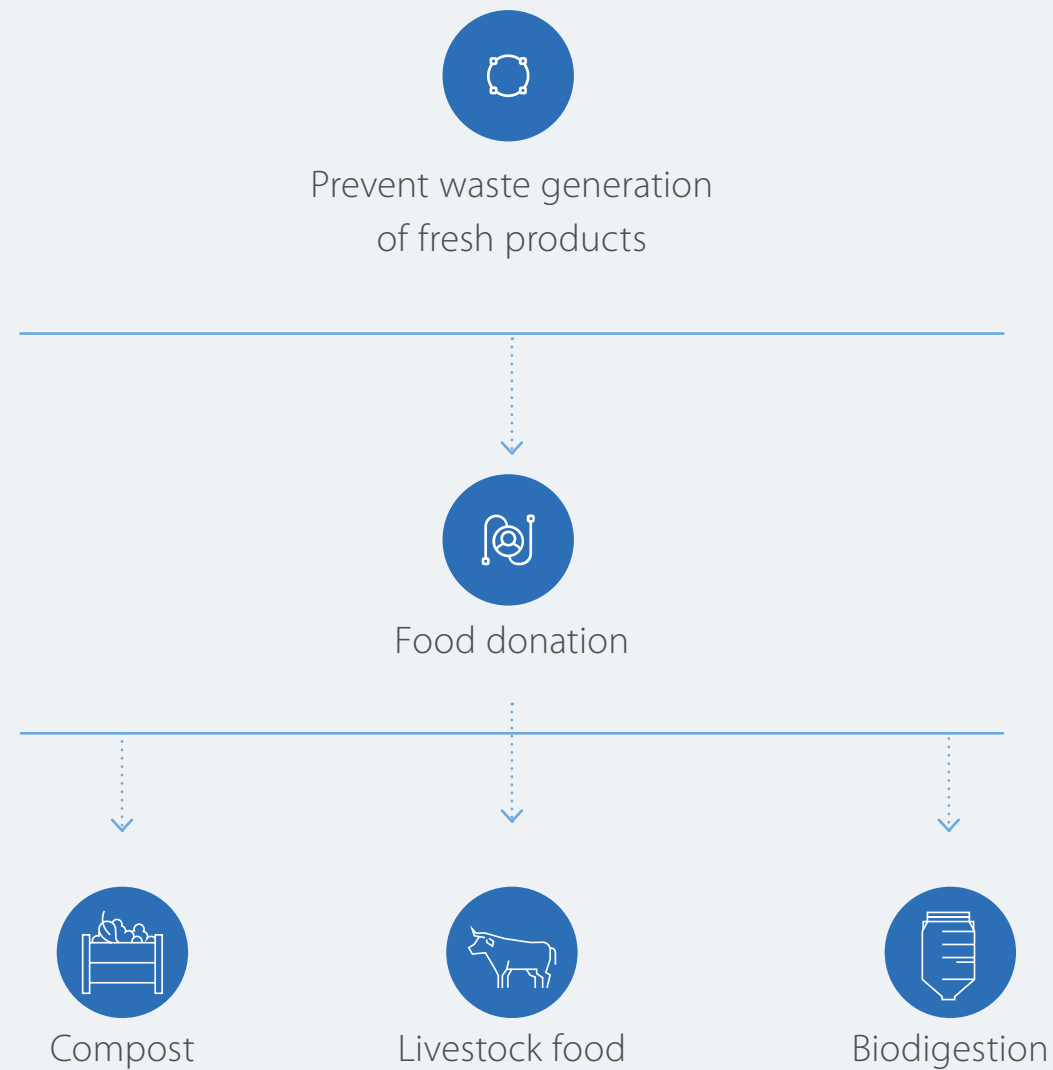 Prevent waste generation
of fresh products
Food donation
Compost
Livestock food
Biodigestion